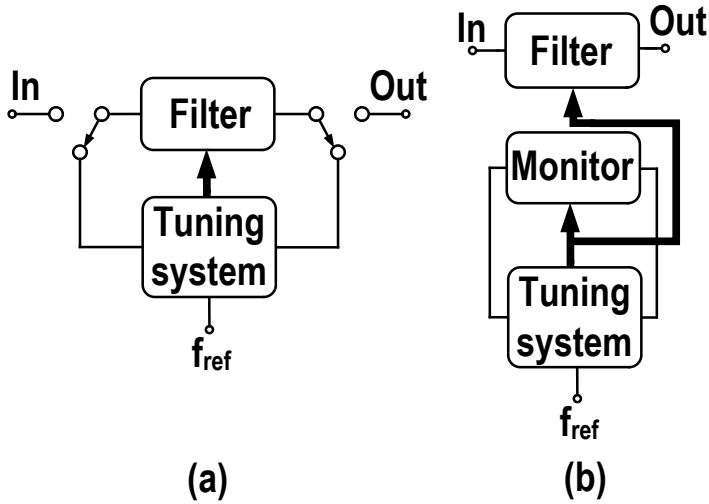 In
Filter
Out
Tuning
system
fref
(a)
In
Filter
Out
Monitor
Tuning
system
fref
(b)